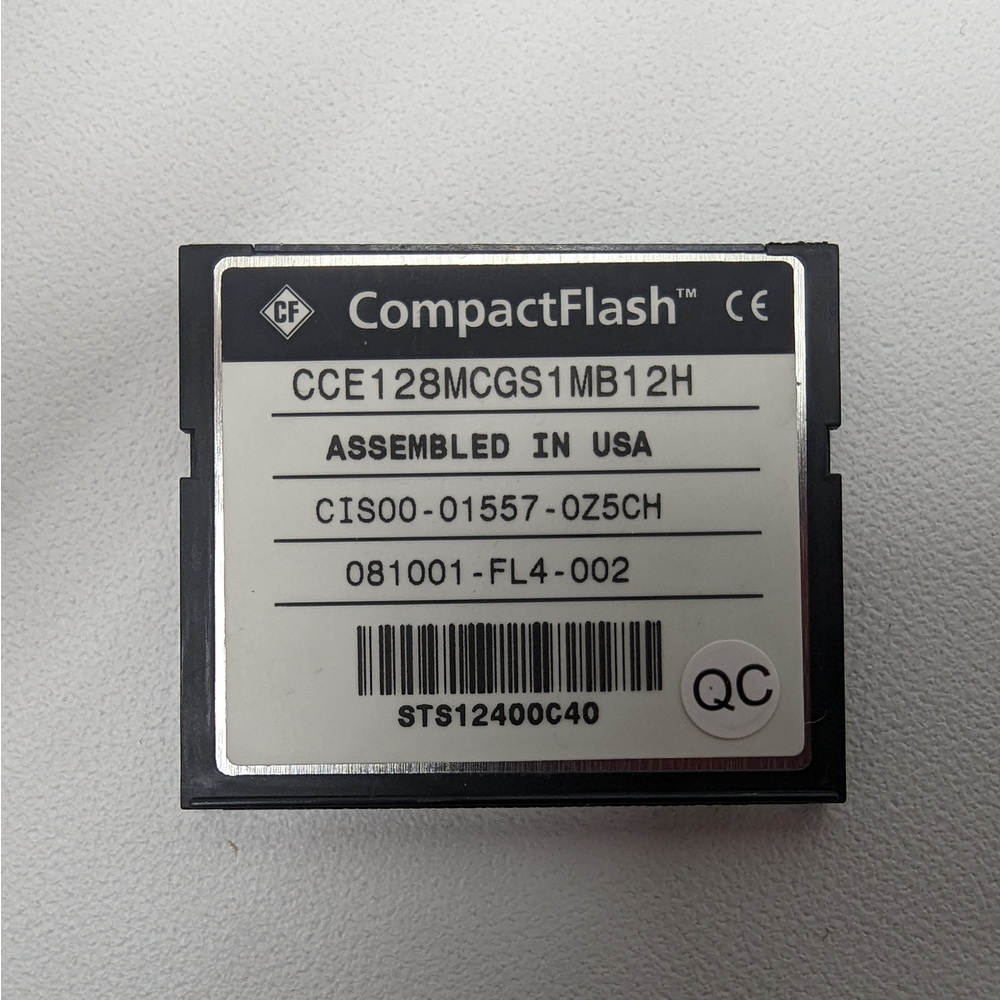 CF CompactFlash™ CE
CCE128MCGS1MB12H
ASSEMBLED IN USA
CIS00-01557-0Z5CH
081001-FL4-002
STS12400C40
QC